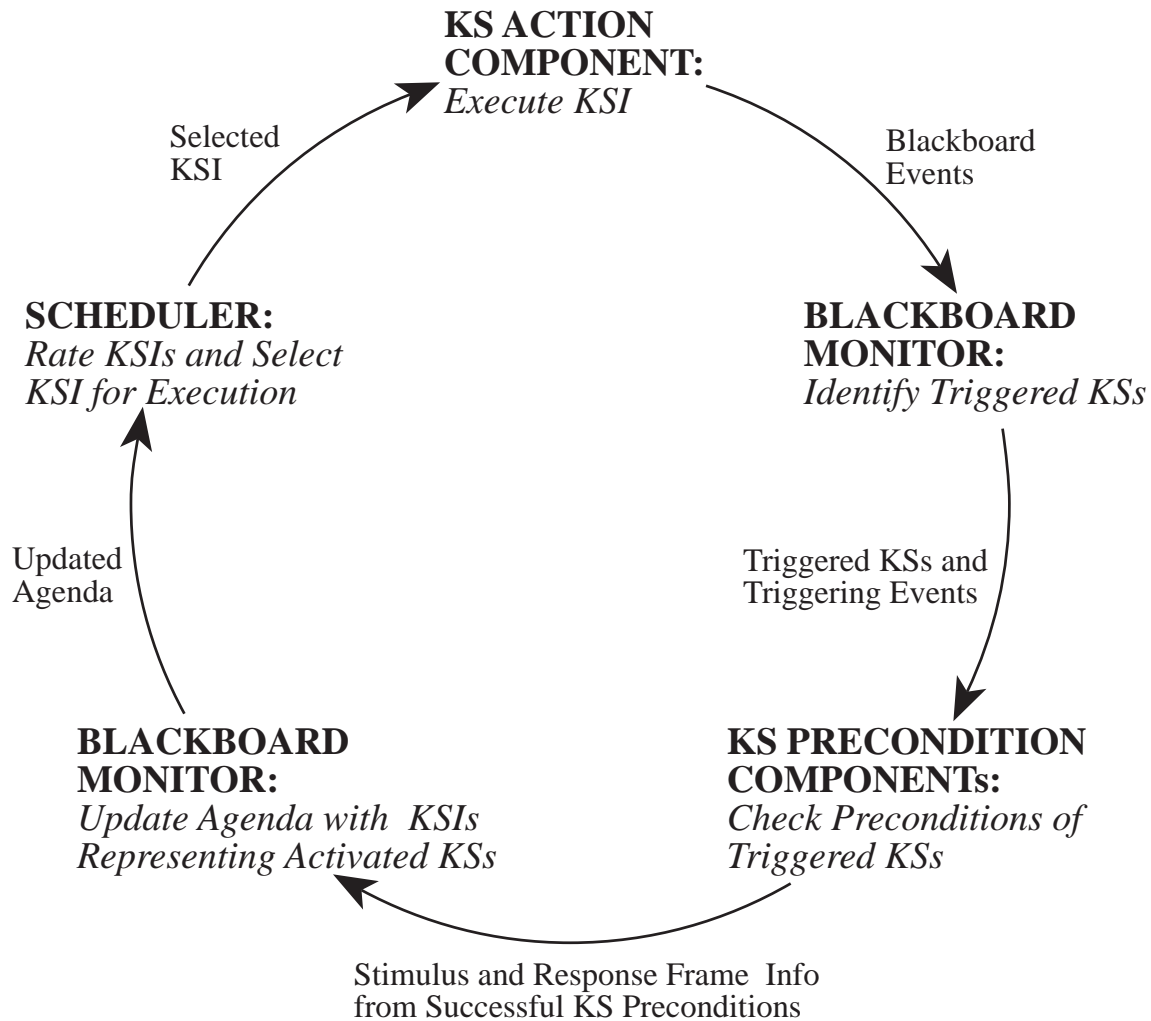 KS ACTION
COMPONENT:
Execute KSI
Selected
KSI
Blackboard
Events
SCHEDULER:
Rate KSIs and Select
KSI for Execution
BLACKBOARD
MONITOR:
Identify Triggered KSs
Updated
Agenda
Triggered KSs and
Triggering Events
BLACKBOARD
MONITOR:
Update Agenda with KSIs
Representing Activated KSs
KS PRECONDITION
COMPONENTs:
Check Preconditions of
Triggered KSs
Stimulus and Response Frame Info
from Successful KS Preconditions